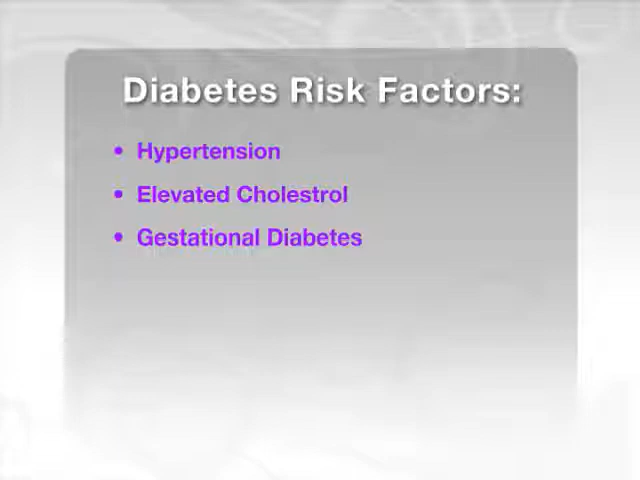 Diabetes Risk Factors:
• Hypertension
• Elevated Cholestrol
• Gestational Diabetes